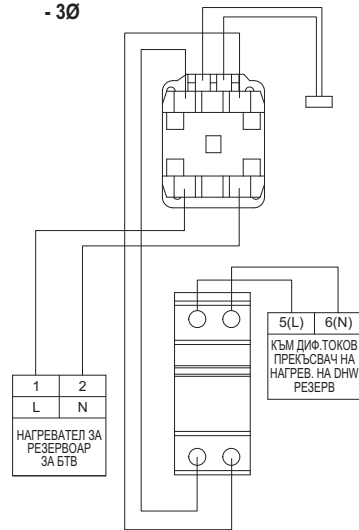 - 3Ø
5(L) 6(N)
КЪМ ДИФ.ТОКОВ
ПРЕКЪСВАЧ НА
НАГРЕВ. НА DHW
РЕЗЕРВ
1 2
L N
НАГРЕВАТЕЛ ЗА
РЕЗЕРВОАР
ЗА БТВ